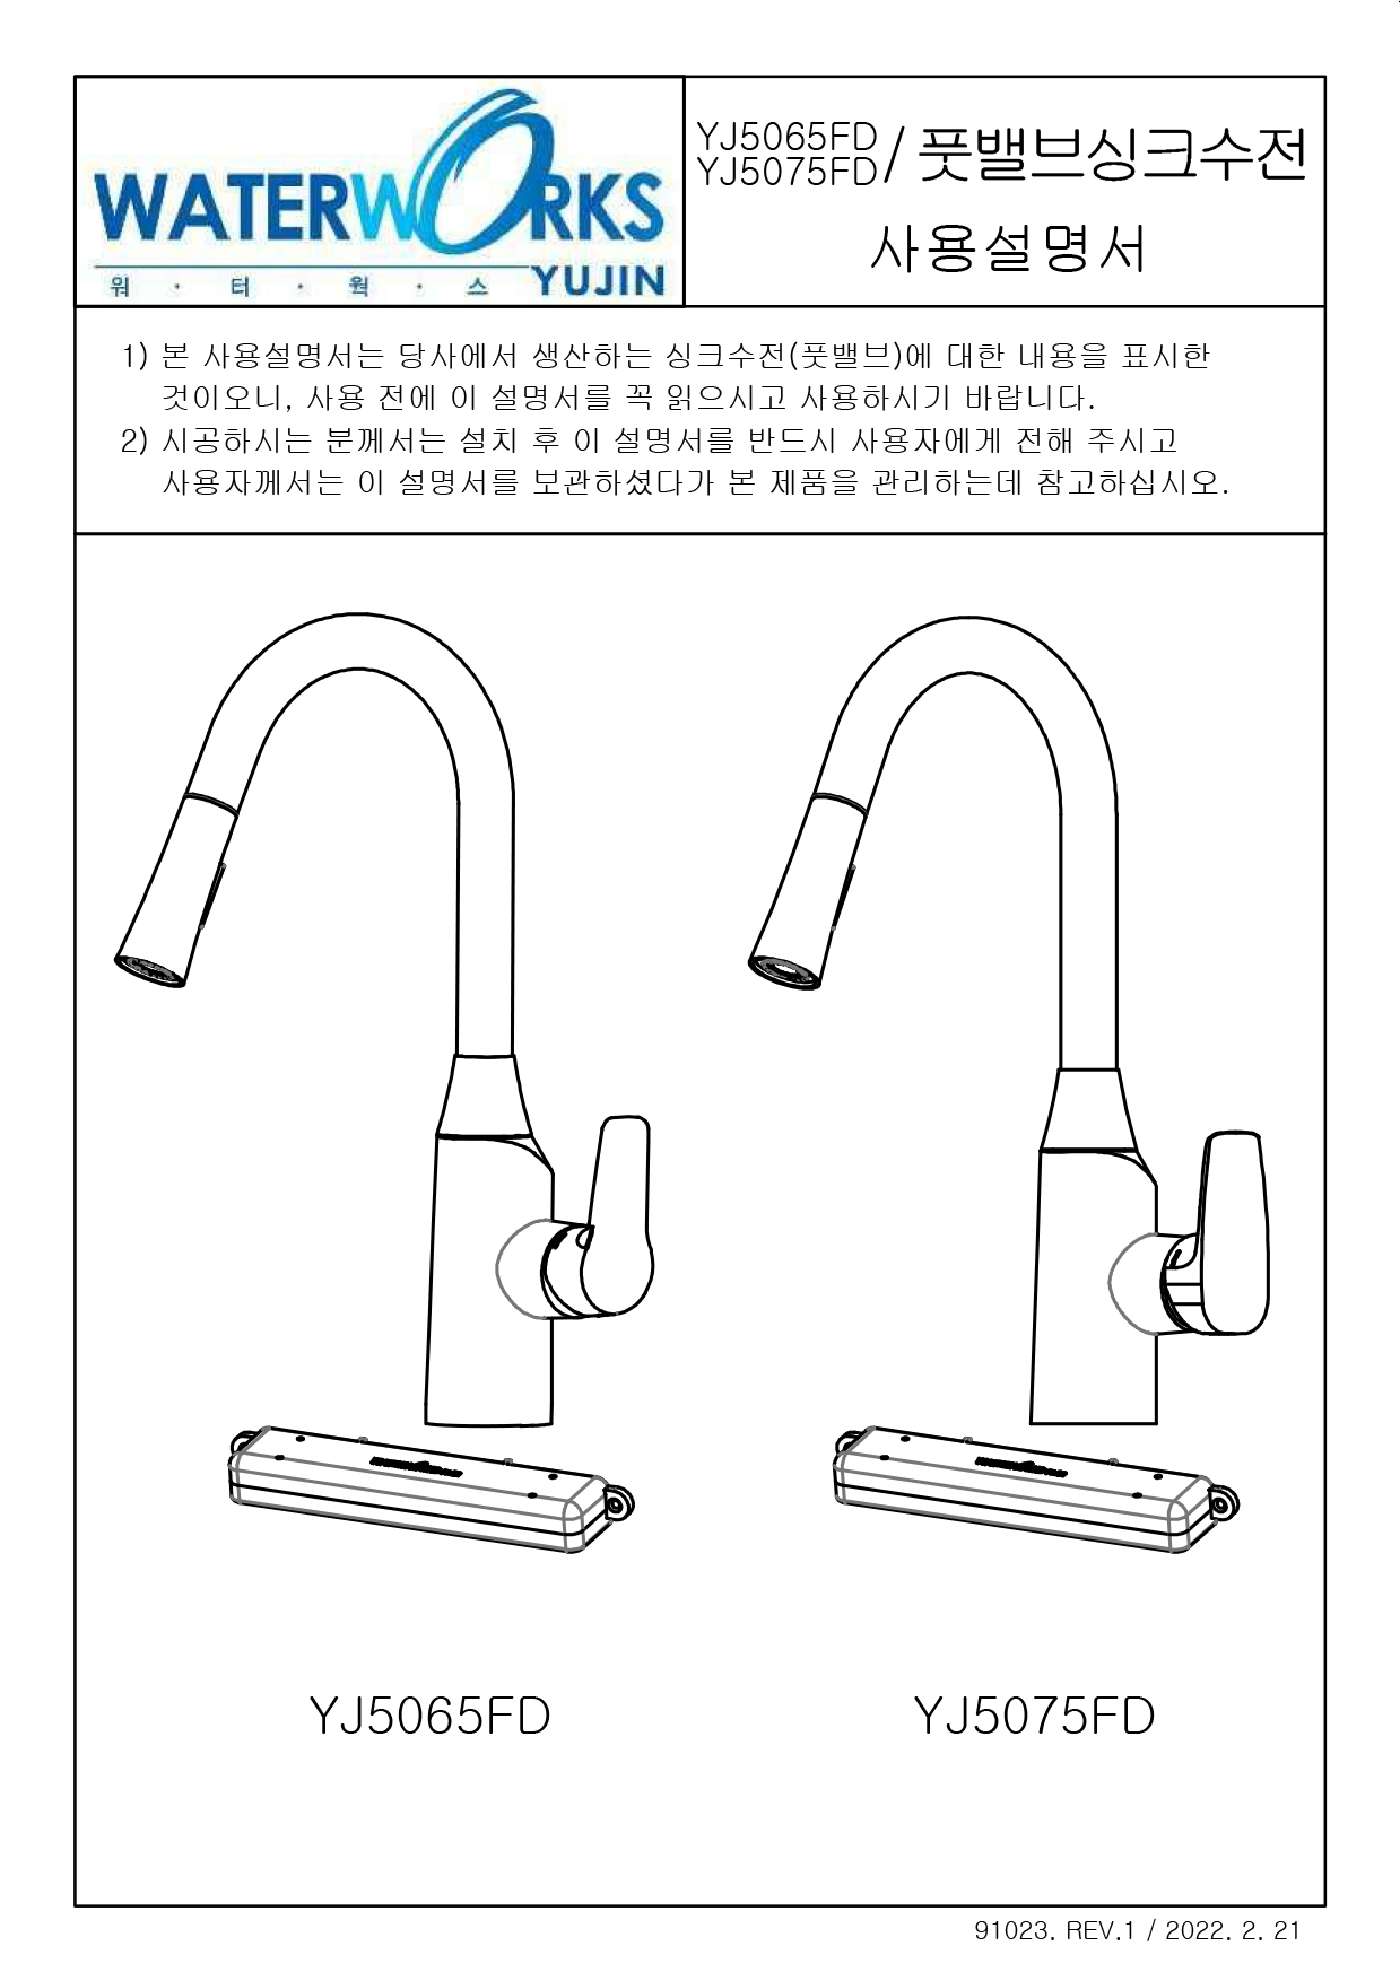 WATERWORKS
워 · 터 · 웍 · 스 YUJIN
YJ5065FD
YJ5075FD / 풋밸브싱크수전
사용설명서
1) 본 사용설명서는 당사에서 생산하는 싱크수전(풋밸브)에 대한 내용을 표시한
것이오니, 사용 전에 이 설명서를 꼭 읽으시고 사용하시기 바랍니다.
2) 시공하시는 분께서는 설치 후 이 설명서를 반드시 사용자에게 전해 주시고
사용자께서는 이 설명서를 보관하셨다가 본 제품을 관리하는데 참고하십시오.
YJ5065FD
YJ5075FD
91023. REV.1 / 2022. 2. 21